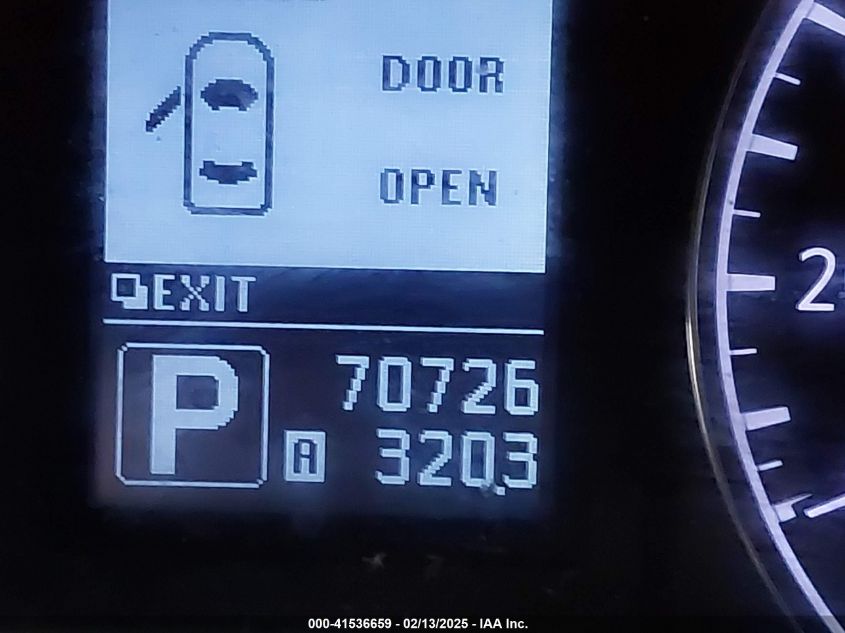 DOOR
OPEN
EXIT
2
P 70726
A 320.3
000-41536659 - 02/13/2025 - IAA Inc.